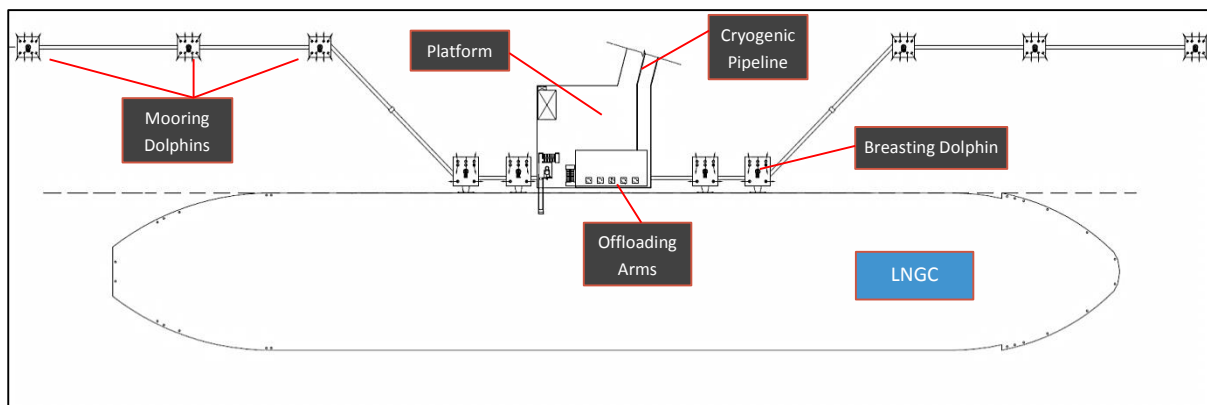 Platform
Cryogenic
Pipeline
Mooring
Dolphins
Breasting Dolphin
Offloading
Arms
LNGC